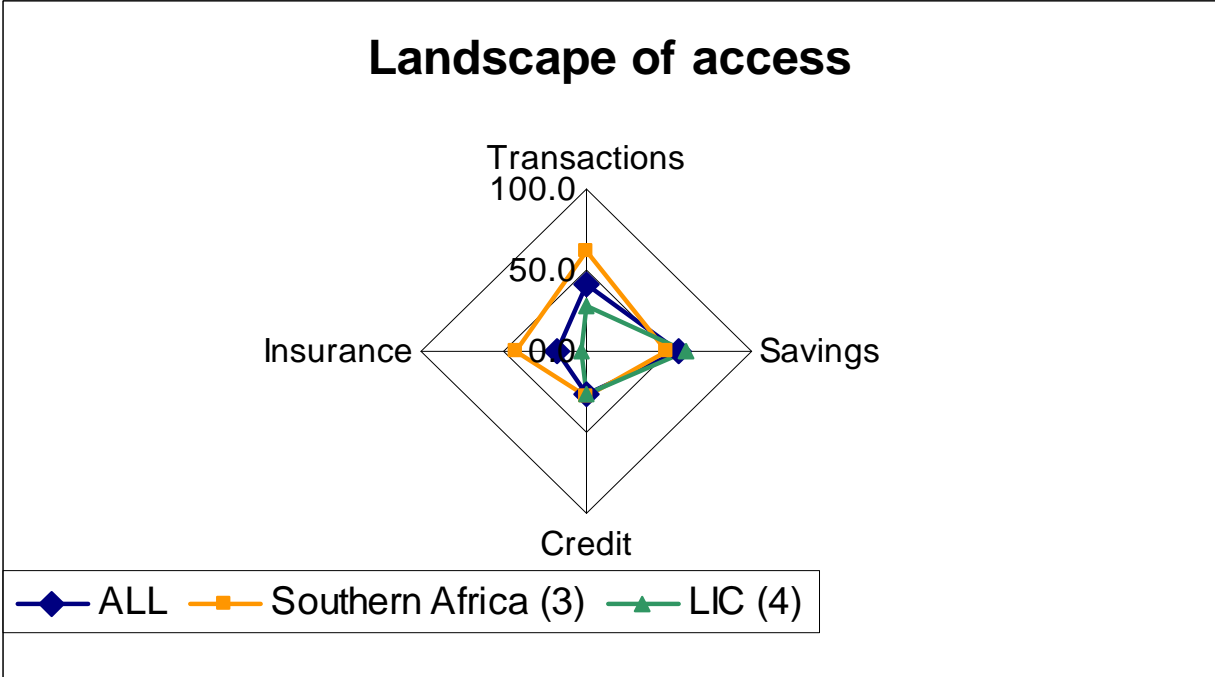 Landscape of access
Transactions
100.0
50.0
Insurance
0.0
Savings
Credit
ALL
Southern Africa (3)
LIC (4)